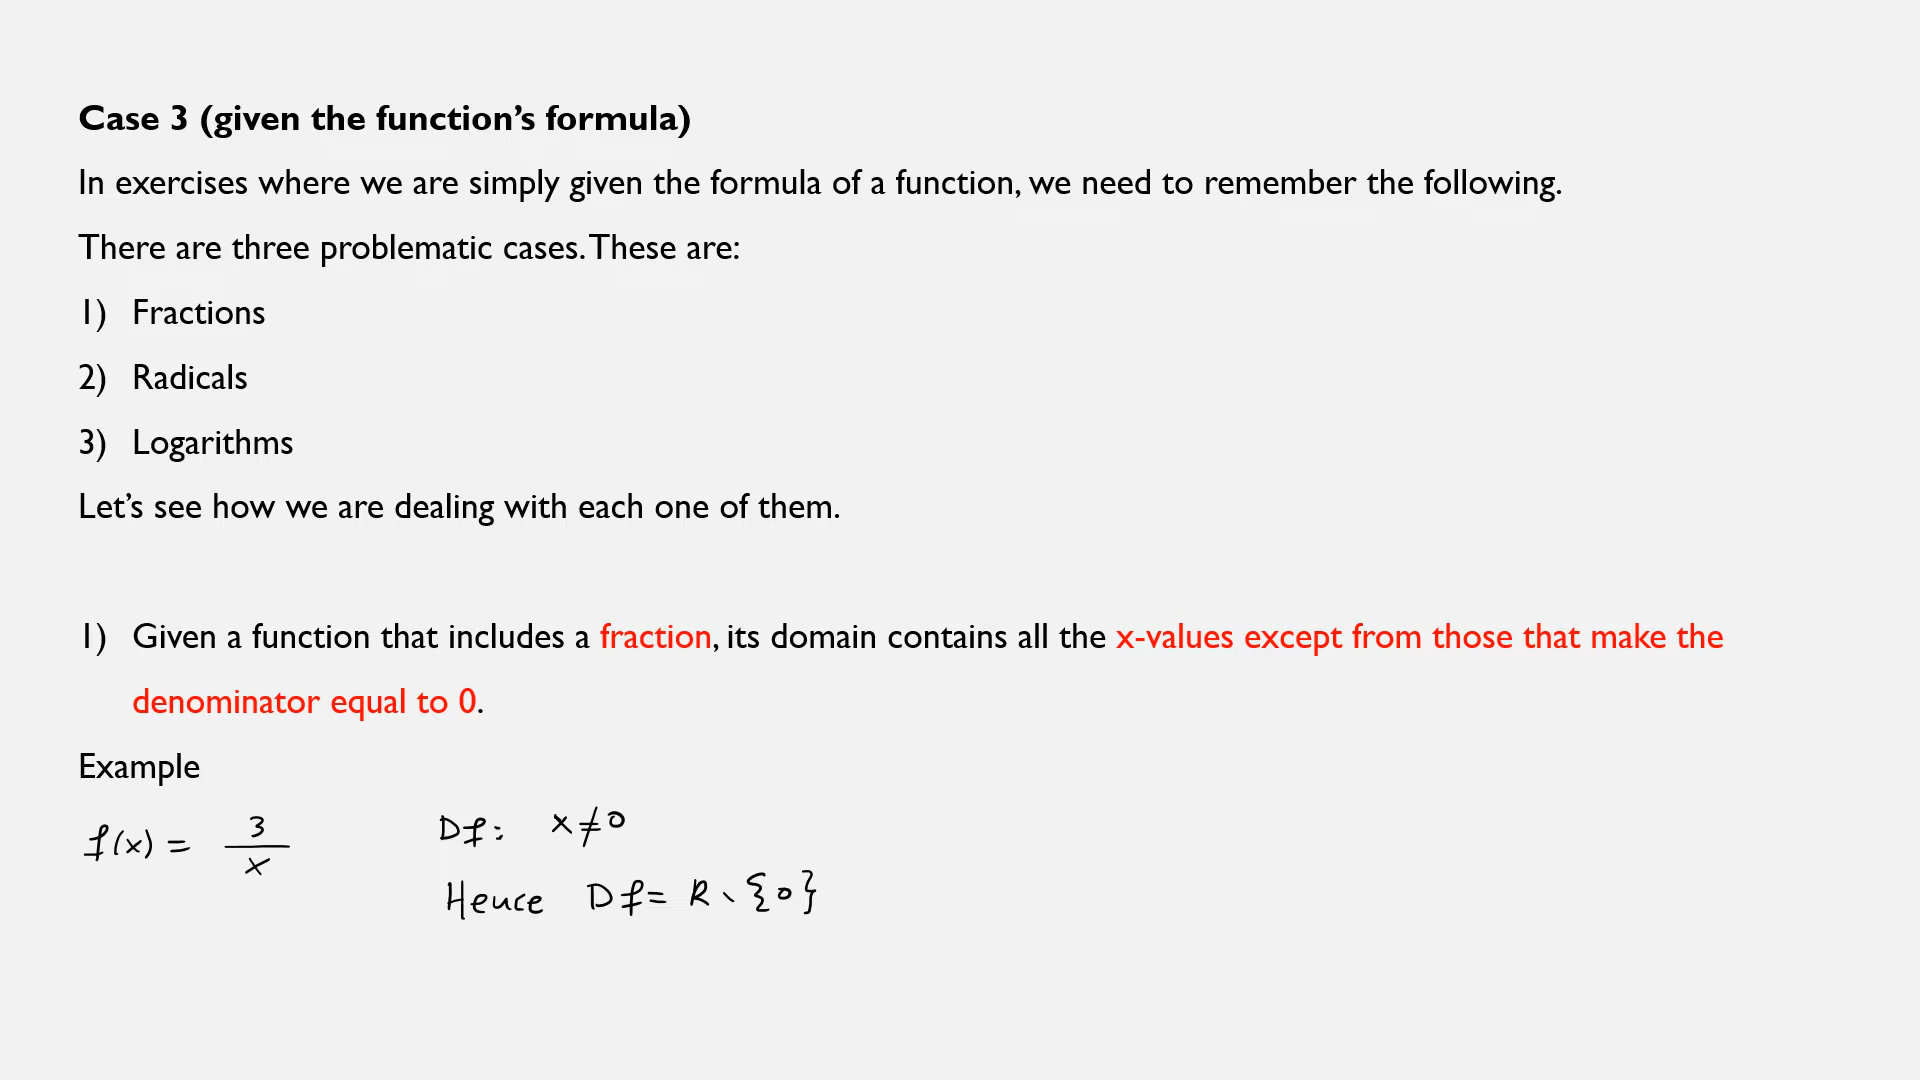 Case 3 (given the function’s formula)
In exercises where we are simply given the formula of a function, we need to remember the following.
There are three problematic cases. These are:
1) Fractions
2) Radicals
3) Logarithms
Let’s see how we are dealing with each one of them.
1) Given a function that includes a fraction, its domain contains all the x-values except from those that make the
denominator equal to 0.
Example
f(x) = 3/x
Df: x≠0
Hence Df = R \ {0}